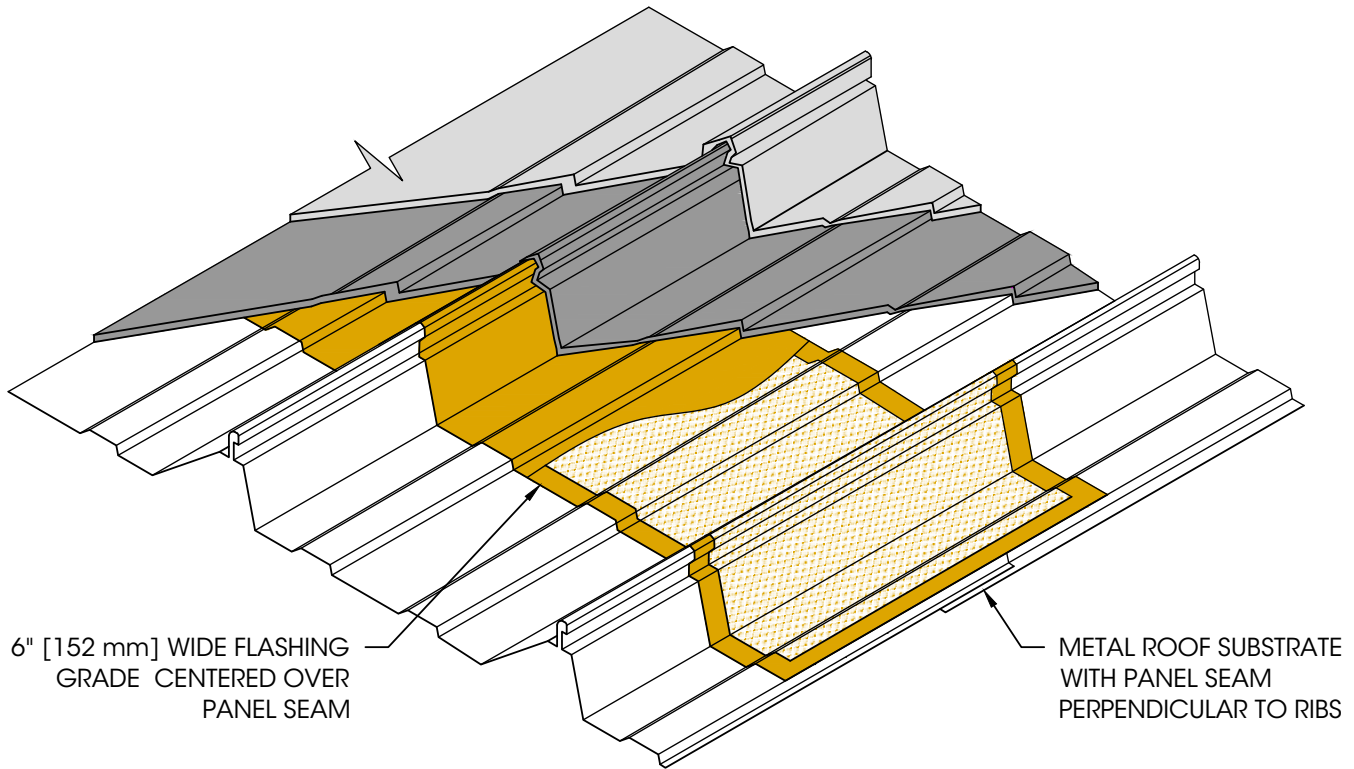 6" [152 mm] WIDE FLASHING
GRADE  CENTERED OVER
PANEL SEAM
METAL ROOF SUBSTRATE
WITH PANEL SEAM
PERPENDICULAR TO RIBS